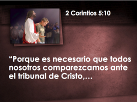 2 Corintios 5:10
“Porque es necesario que todos
nosotros comparezcamos ante
el tribunal de Cristo,…